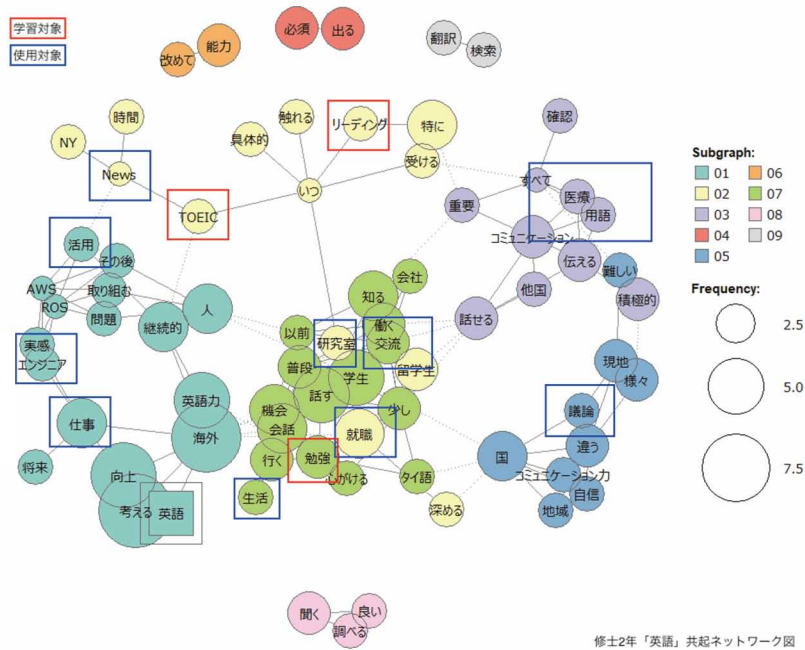 学習対象
使用対象
必須
出る
能力
改めて
翻訳
検索
時間
NY
News
TOEIC
触れる
リーディング
具体的
特に
受ける
いつ
確認
すべて
医療
用語
重要
コミュニケーション
伝える
難しい
他国
積極的
話せる
活用
その後
AWS
取り組む
ROS
問題
継続的
人
実感
エンジニア
会社
知る
働く
以前
研究室
交流
普段
学生
留学生
話す
現地
様々
英語力
機会
少し
議論
仕事
海外
会話
就職
違う
将来
向上
行く
勉強
心がける
タイ語
国
コミュニケーション力
自信
考える
英語
生活
深める
地域
聞く
良い
調べる
Subgraph:
01
06
02
07
03
08
04
09
05
Frequency:
2.5
5.0
7.5
修士2年「英語」共起ネットワーク図